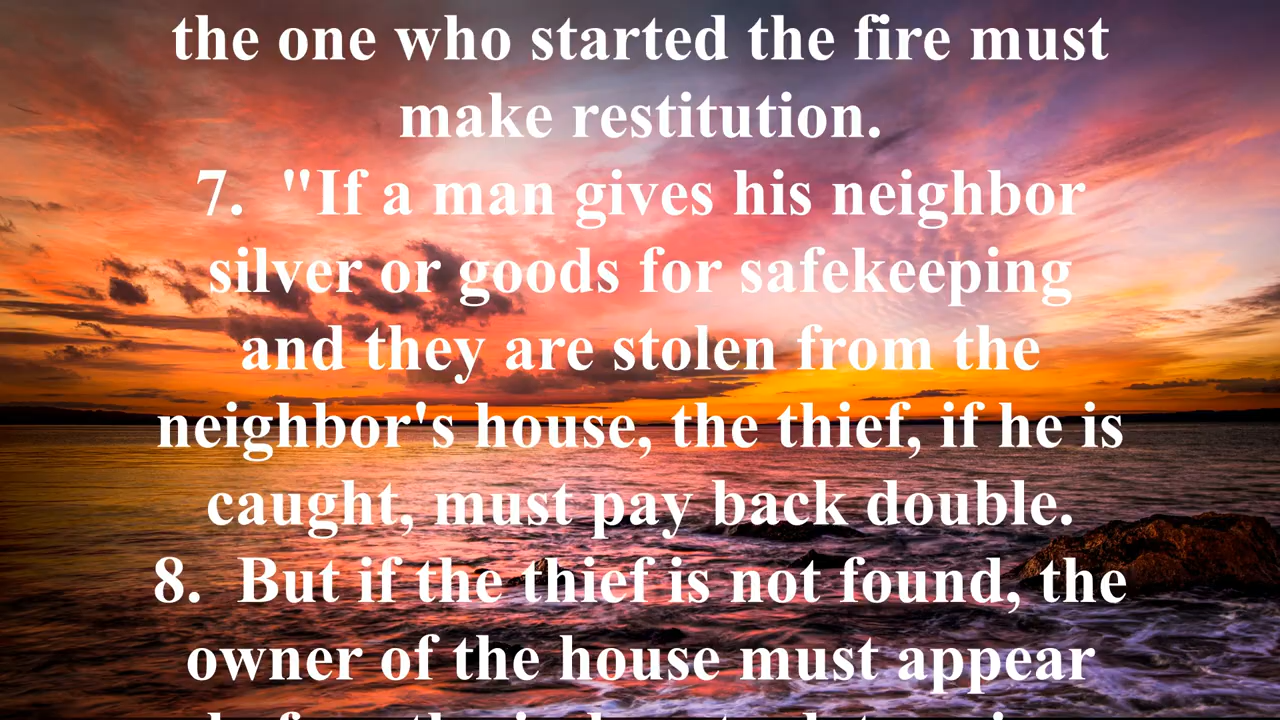 the one who started the fire must
make restitution.
7.  "If a man gives his neighbor
silver or goods for safekeeping
and they are stolen from the
neighbor's house, the thief, if he is
caught, must pay back double.
8.  But if the thief is not found, the
owner of the house must appear